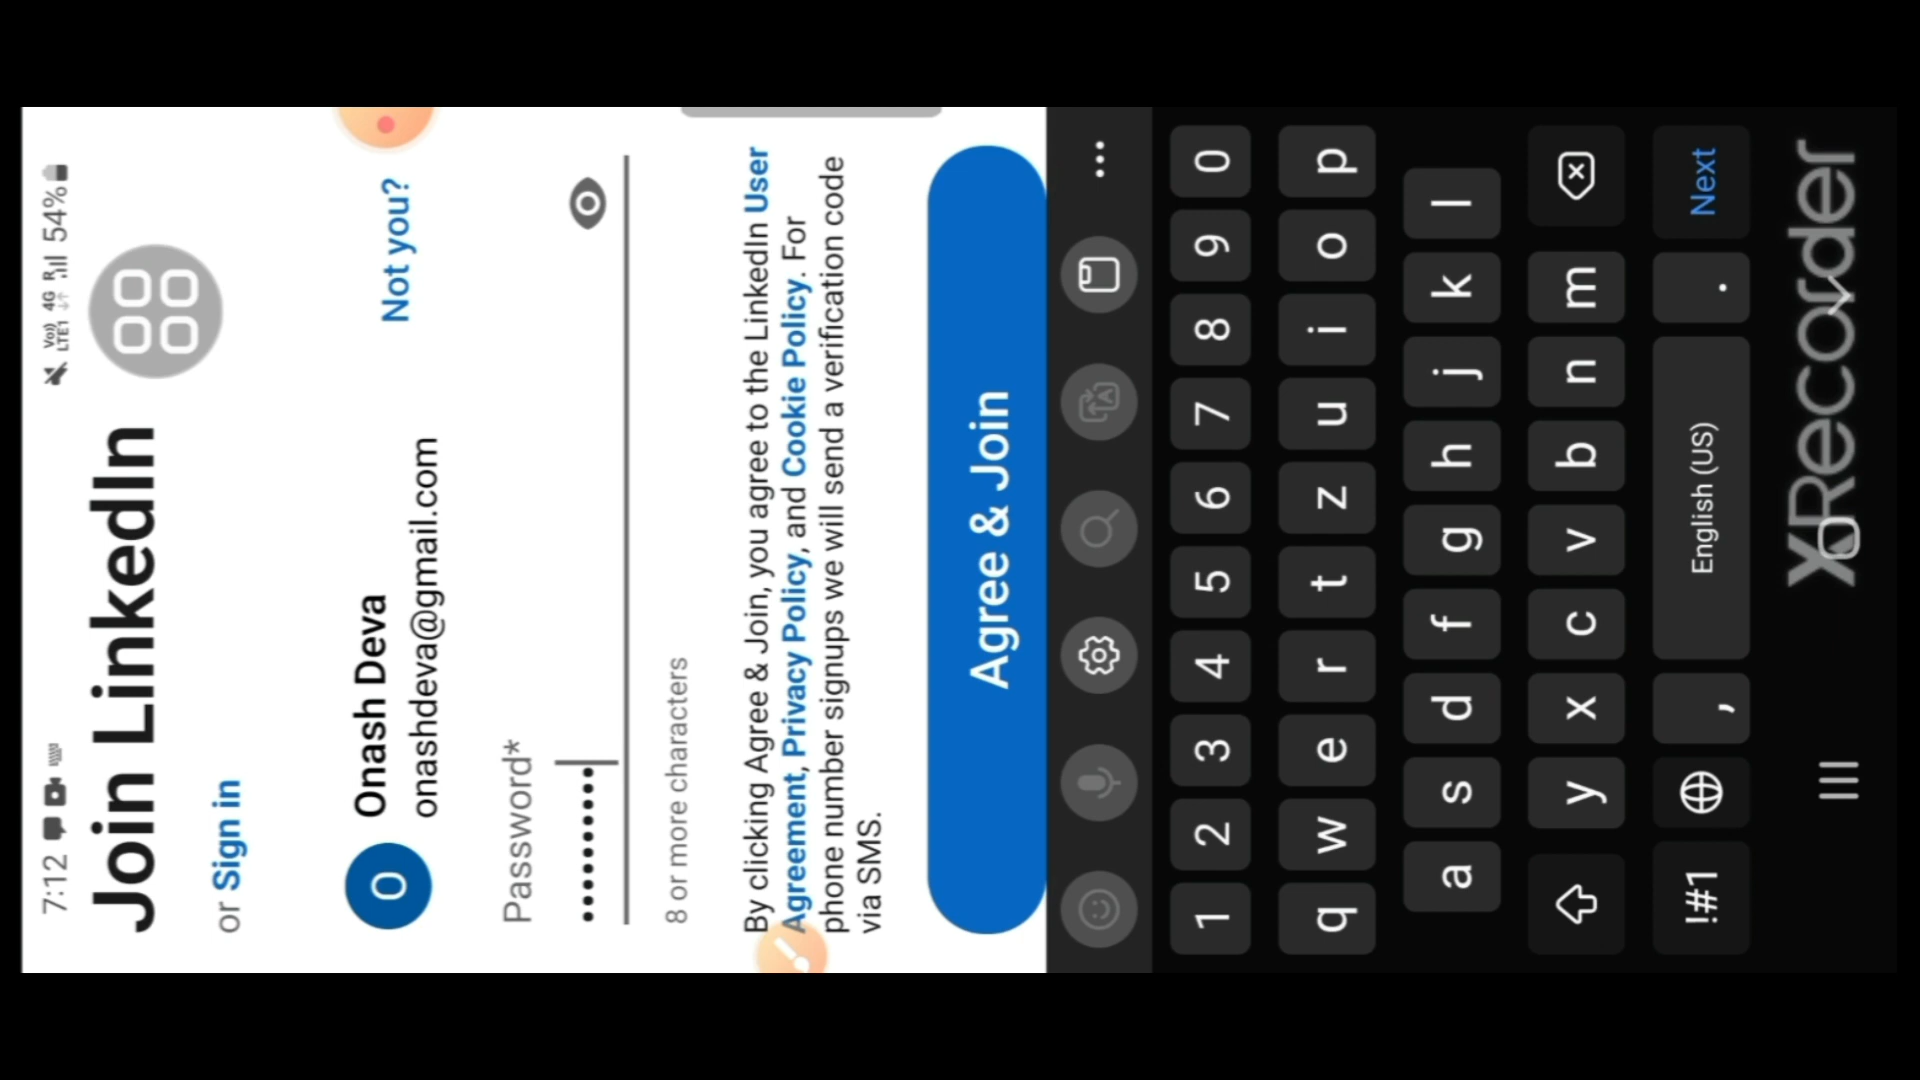 7:12
Voo) 4G R 54%
LTE1
Join LinkedIn
or Sign in
O
Onash Deva
onashdeva@gmail.com
Not you?
Password*
••••••••••
8 or more characters
By clicking Agree & Join, you agree to the LinkedIn User
Agreement, Privacy Policy, and Cookie Policy. For
phone number signups we will send a verification code
via SMS.
Agree & Join
1 2 3 4 5 6 7 8 9 0
q w e r t z u i o p
a s d f g h j k l
y x c v b n m
!#1 , English (US) . Next
XRecorder